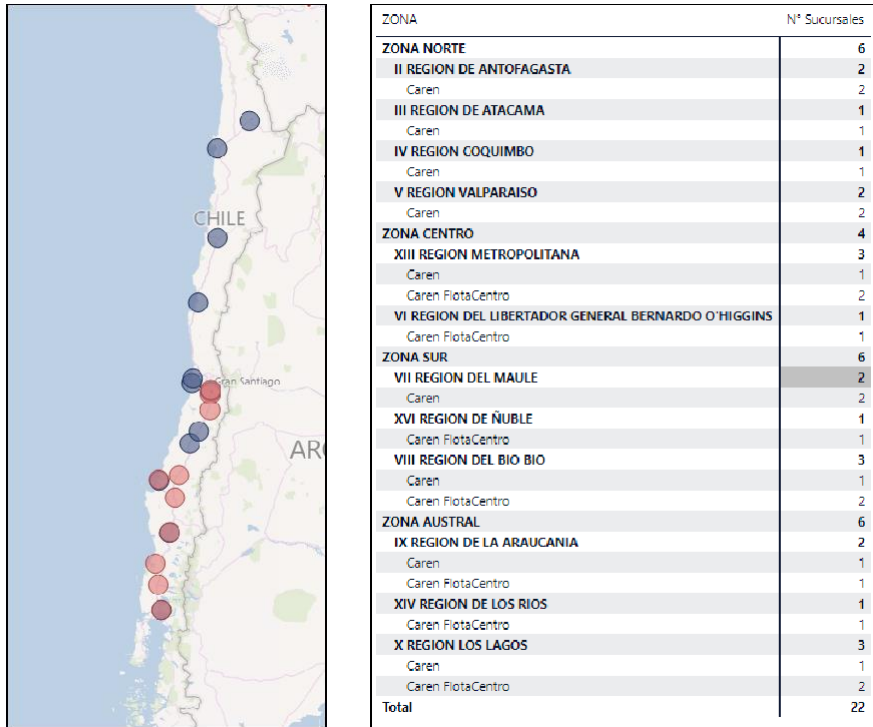 CHILE
Gran Santiago
AR
ZONA N° Sucursales
ZONA NORTE 6
II REGION DE ANTOFAGASTA 2
Caren 2
III REGION DE ATACAMA 1
Caren 1
IV REGION COQUIMBO 1
Caren 1
V REGION VALPARAISO 2
Caren 2
ZONA CENTRO 4
XIII REGION METROPOLITANA 3
Caren 1
Caren FlotaCentro 2
VI REGION DEL LIBERTADOR GENERAL BERNARDO O'HIGGINS 1
Caren FlotaCentro 1
ZONA SUR 6
VII REGION DEL MAULE 2
Caren 2
XVI REGION DE ÑUBLE 1
Caren FlotaCentro 1
VIII REGION DEL BIO BIO 3
Caren 1
Caren FlotaCentro 2
ZONA AUSTRAL 6
IX REGION DE LA ARAUCANIA 2
Caren 1
Caren FlotaCentro 1
XIV REGION DE LOS RIOS 1
Caren FlotaCentro 1
X REGION LOS LAGOS 3
Caren 1
Caren FlotaCentro 2
Total 22